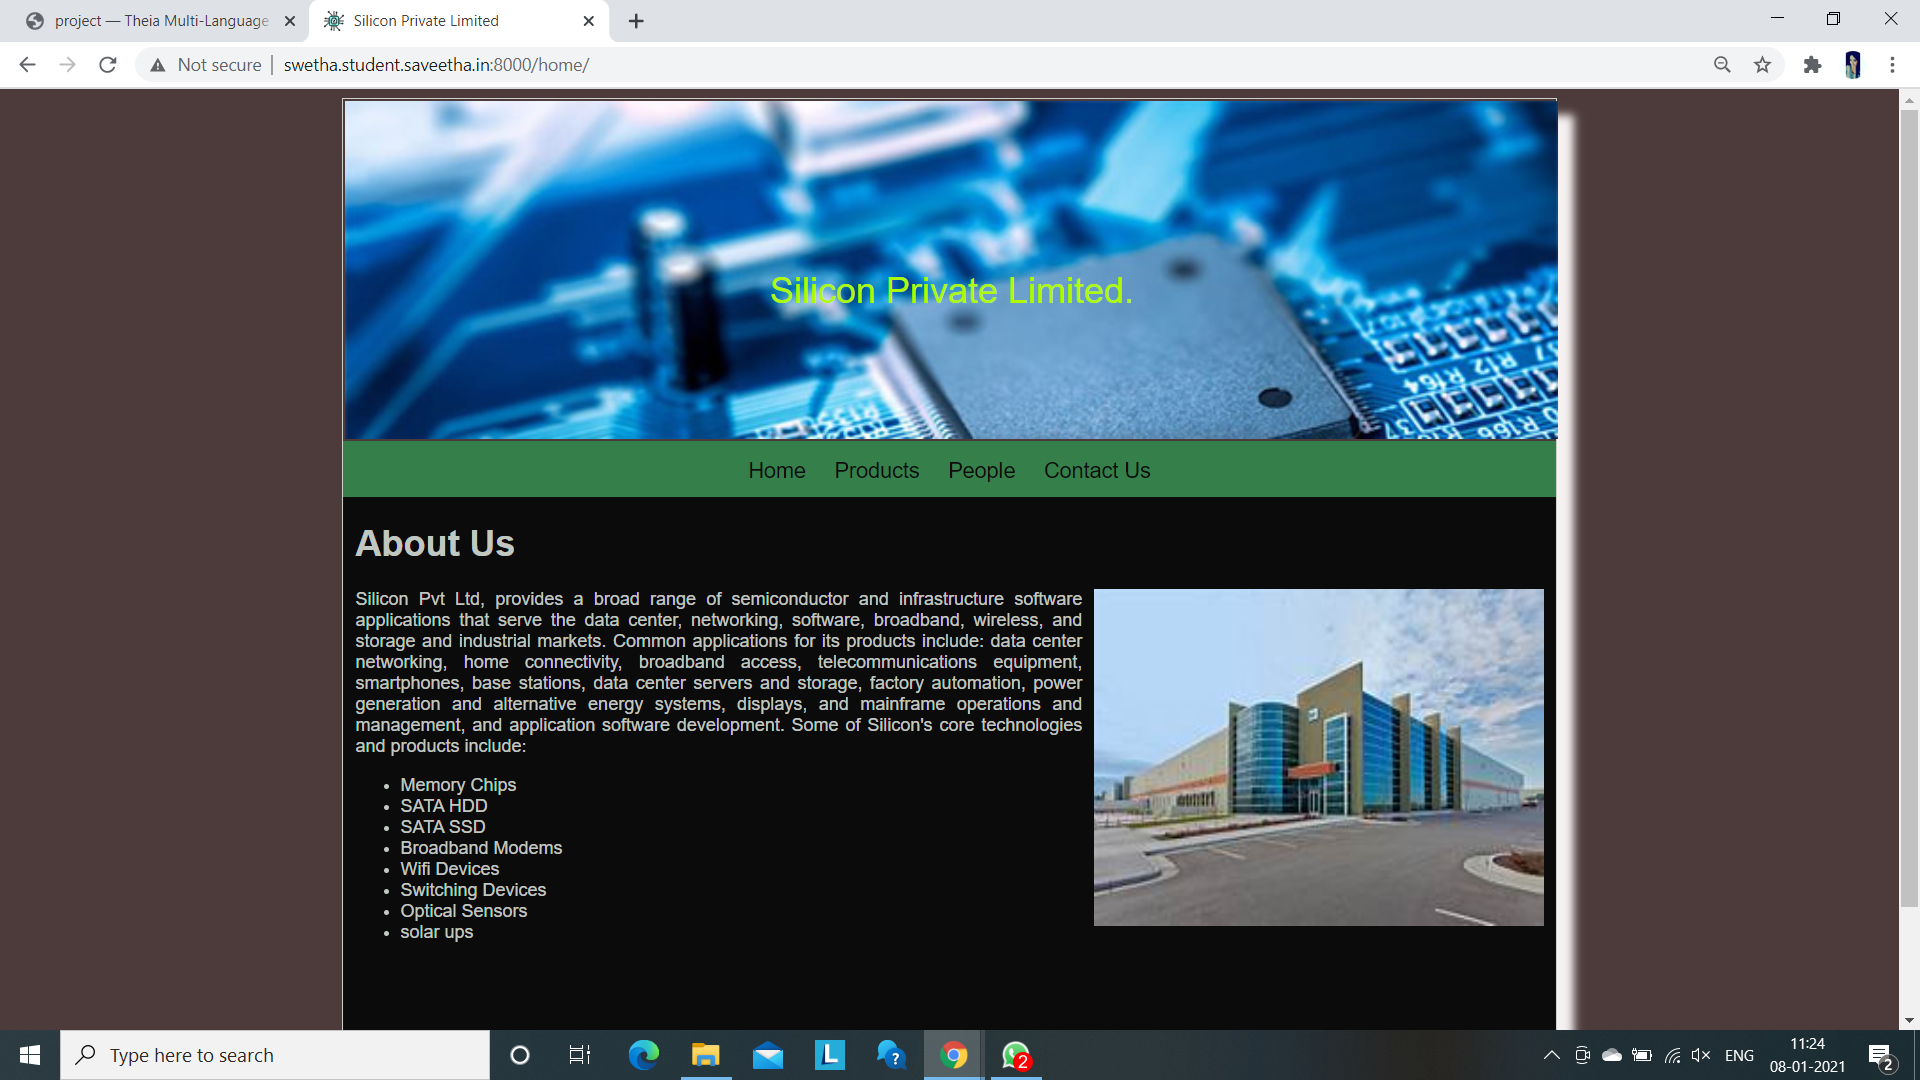 project — Theia Multi-Language
Silicon Private Limited
Not secure
swetha.student.saveetha.in:8000/home/
Silicon Private Limited.
R164
R12
R166
Home Products People Contact Us
About Us
Silicon Pvt Ltd, provides a broad range of semiconductor and infrastructure software
applications that serve the data center, networking, software, broadband, wireless, and
storage and industrial markets. Common applications for its products include: data center
networking, home connectivity, broadband access, telecommunications equipment,
smartphones, base stations, data center servers and storage, factory automation, power
generation and alternative energy systems, displays, and mainframe operations and
management, and application software development. Some of Silicon's core technologies
and products include:
Memory Chips
SATA HDD
SATA SSD
Broadband Modems
Wifi Devices
Switching Devices
Optical Sensors
solar ups
Type here to search
L
?
2
ENG
11:24
08-01-2021
2